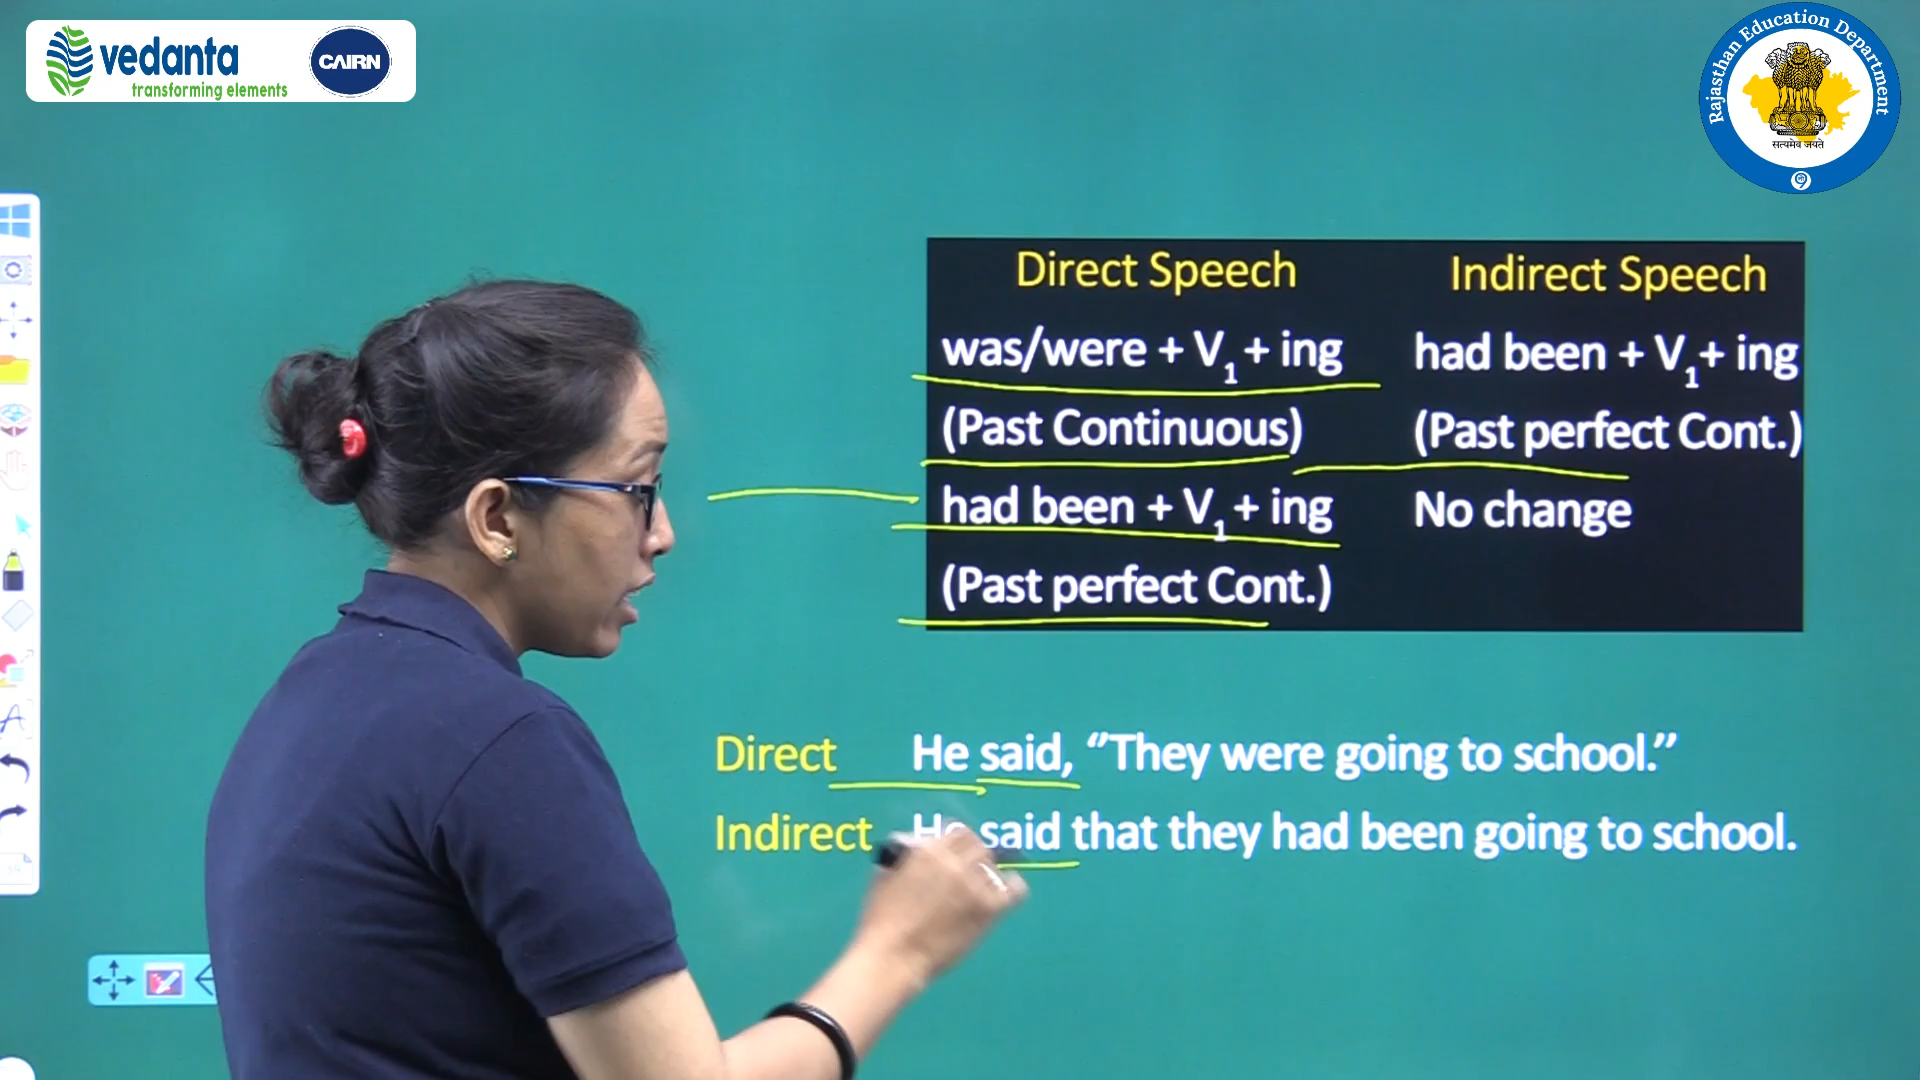 vedanta
transforming elements
CAIRN
Rajasthan Education Department
सत्यमेव जयते
Direct Speech Indirect Speech
was/were + V₁ + ing had been + V₁+ ing
(Past Continuous) (Past perfect Cont.)
had been + V₁ + ing No change
(Past perfect Cont.)
Direct He said, “They were going to school.”
Indirect He said that they had been going to school.